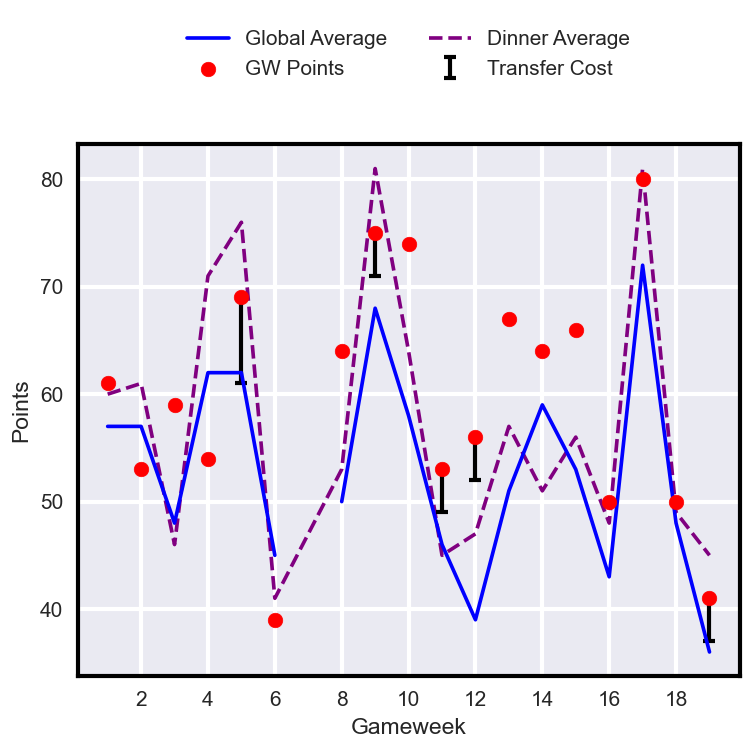 Global Average
Dinner Average
GW Points
Transfer Cost
80
70
60
50
40
Points
2 4 6 8 10 12 14 16 18
Gameweek